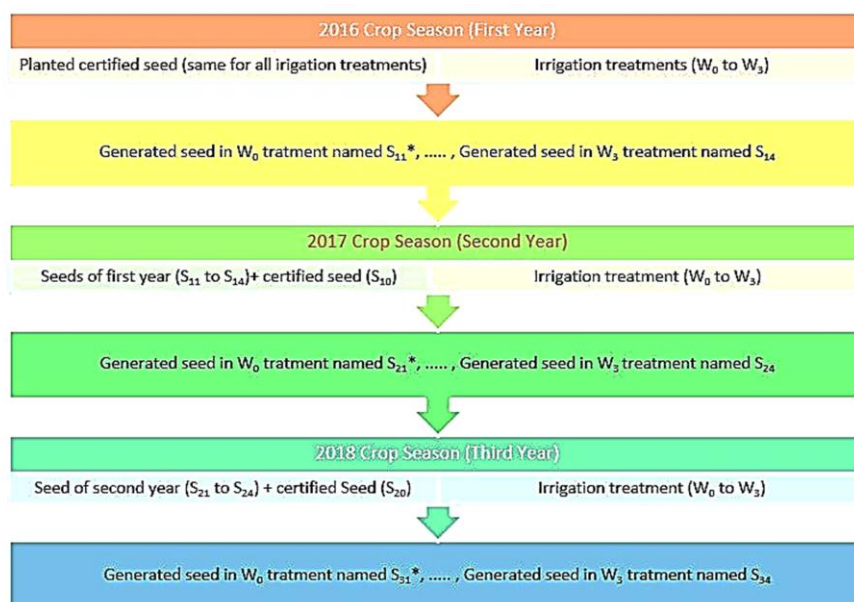 2016 Crop Season (First Year)
Planted certified seed (same for all irigation treatments)
Irrigation treatments (W₀ to W₃)
Generated seed in W₀ tratment named S₁₁*, ..... , Generated seed in W₃ treatment named S₁₄
2017 Crop Season (Second Year)
Seeds of first year (S₁₁ to S₁₄)+ certified seed (S₁₀)
Irrigation treatment (W₀ to W₃)
Generated seed in W₀ tratment named S₂₁*, ..... , Generated seed in W₃ treatment named S₂₄
2018 Crop Season (Third Year)
Seed of second year (S₂₁ to S₂₄) + certified Seed (S₂₀)
Irrigation treatment (W₀ to W₃)
Generated seed in W₀ tratment named S₃₁*, ..... , Generated seed in W₃ treatment named S₃₄